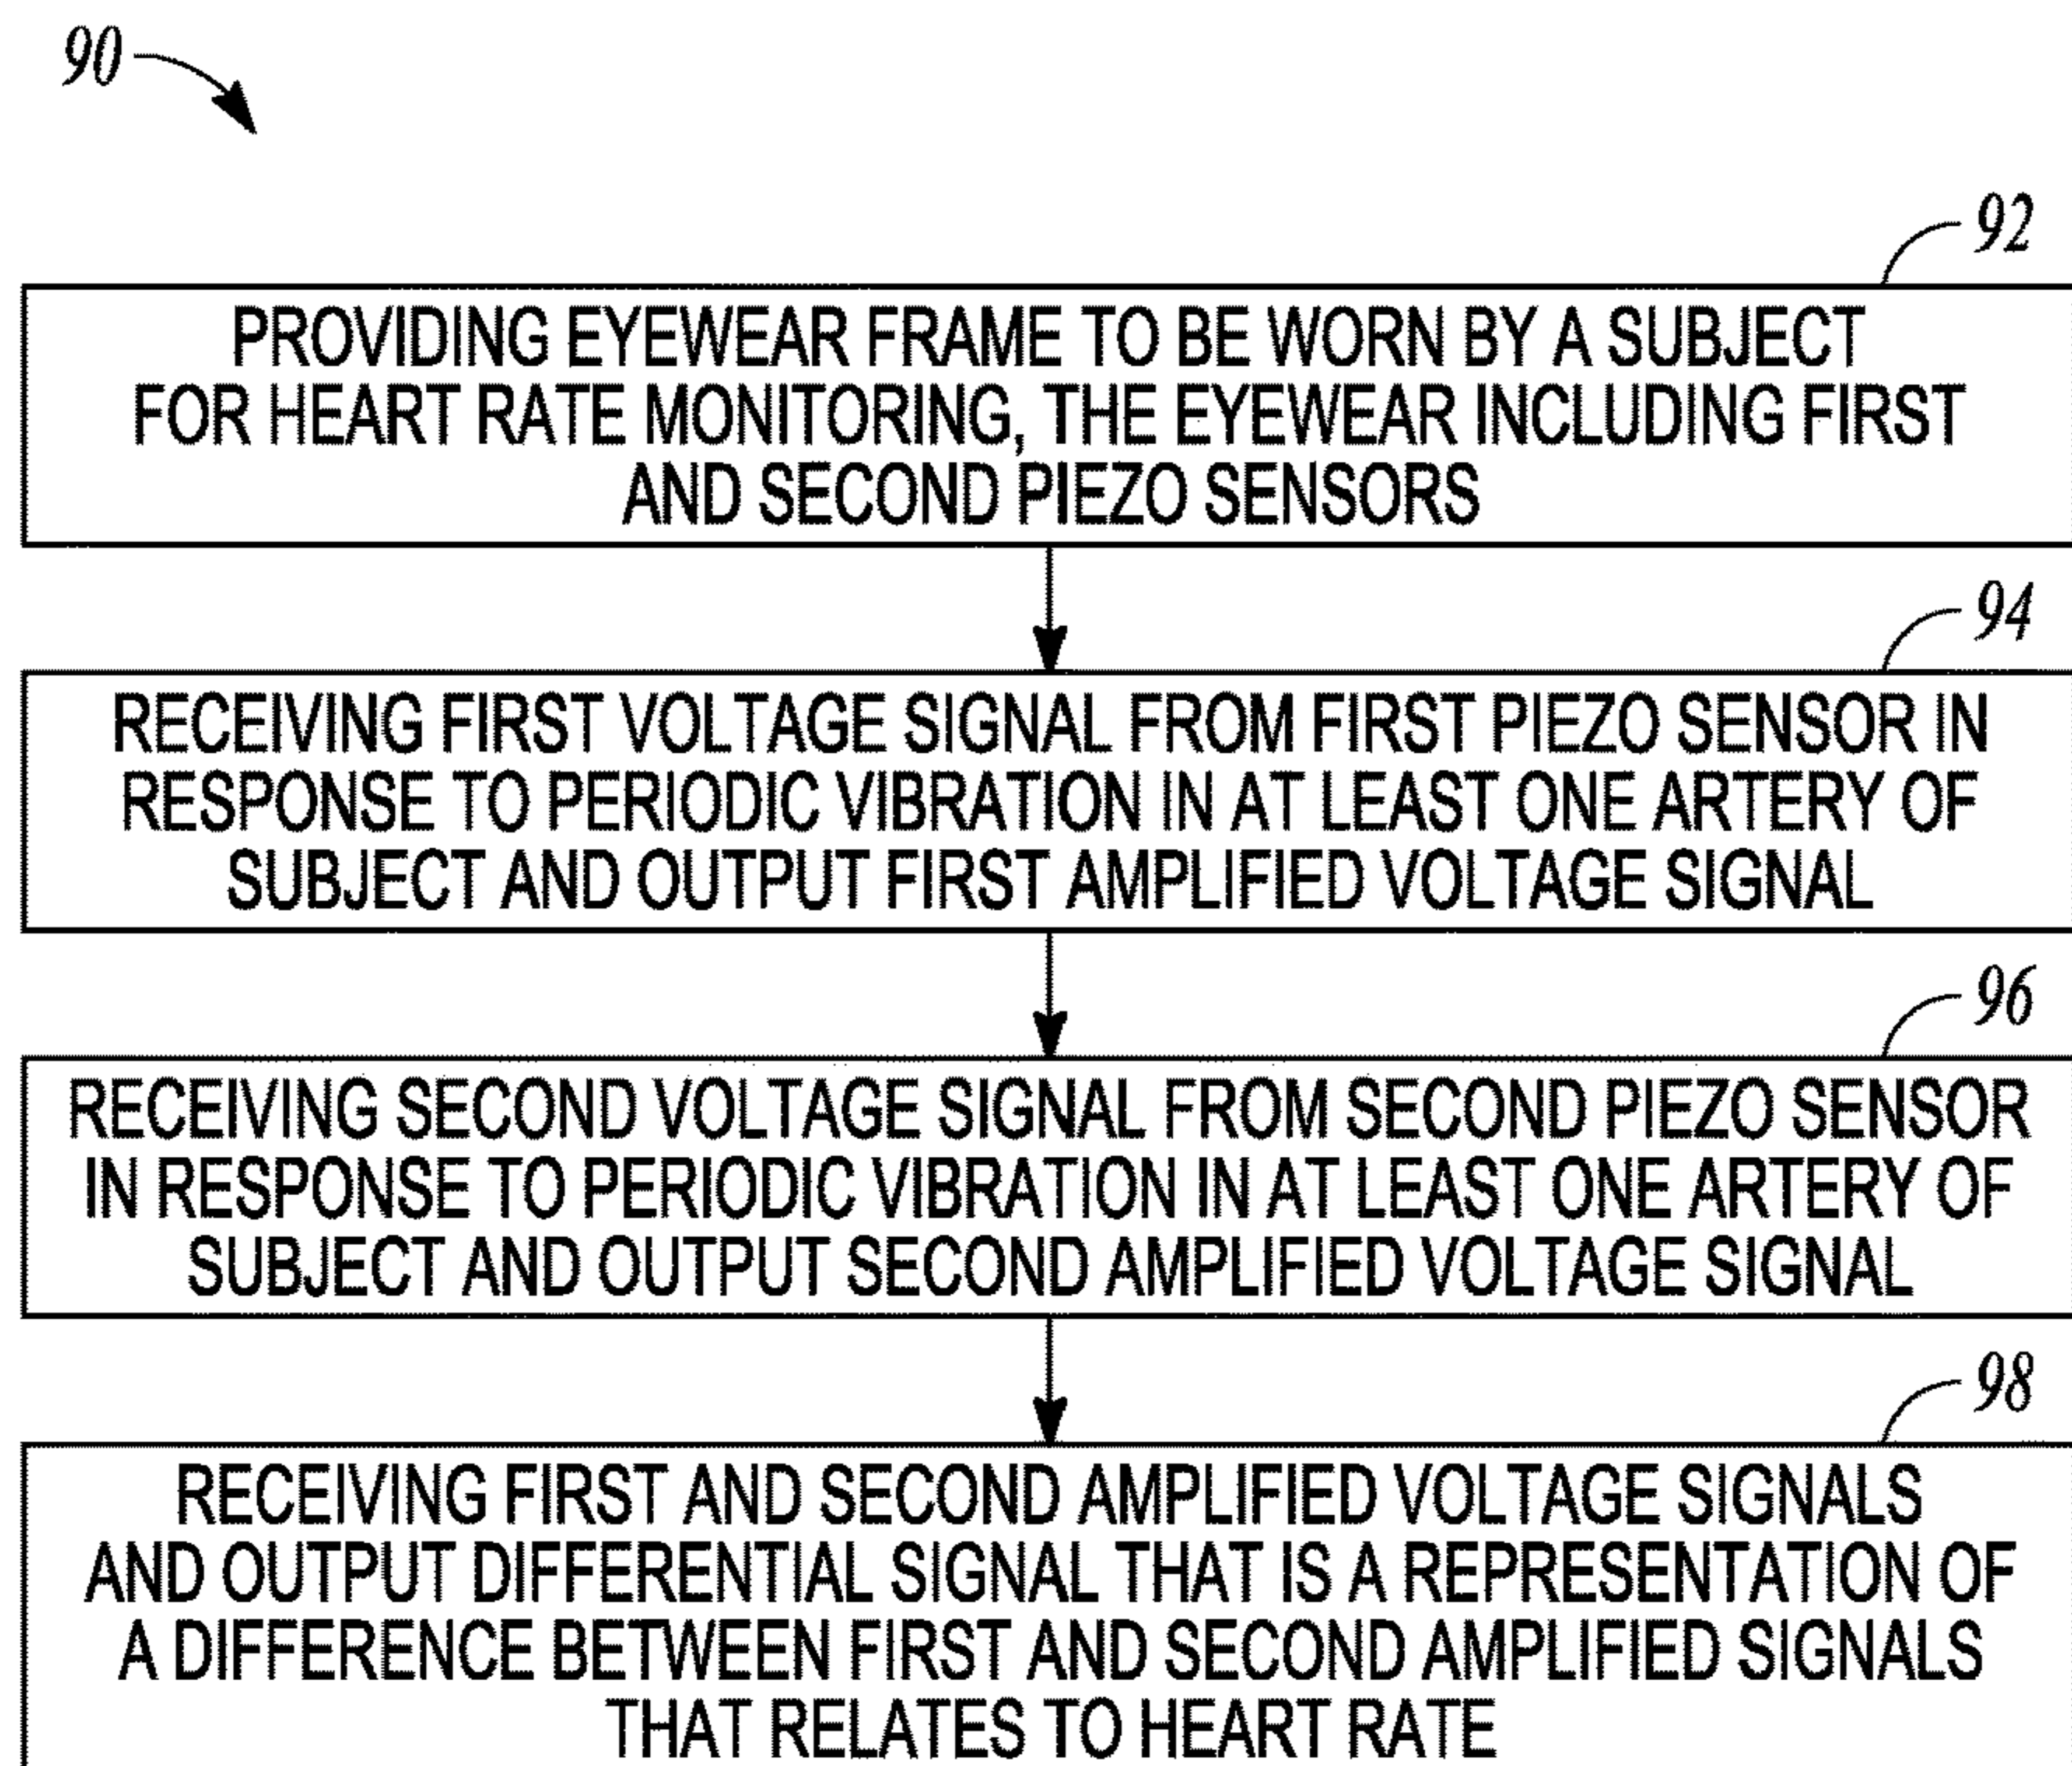 90
92
PROVIDING EYEWEAR FRAME TO BE WORN BY A SUBJECT
FOR HEART RATE MONITORING, THE EYEWEAR INCLUDING FIRST
AND SECOND PIEZO SENSORS
94
RECEIVING FIRST VOLTAGE SIGNAL FROM FIRST PIEZO SENSOR IN
RESPONSE TO PERIODIC VIBRATION IN AT LEAST ONE ARTERY OF
SUBJECT AND OUTPUT FIRST AMPLIFIED VOLTAGE SIGNAL
96
RECEIVING SECOND VOLTAGE SIGNAL FROM SECOND PIEZO SENSOR
IN RESPONSE TO PERIODIC VIBRATION IN AT LEAST ONE ARTERY OF
SUBJECT AND OUTPUT SECOND AMPLIFIED VOLTAGE SIGNAL
98
RECEIVING FIRST AND SECOND AMPLIFIED VOLTAGE SIGNALS
AND OUTPUT DIFFERENTIAL SIGNAL THAT IS A REPRESENTATION OF
A DIFFERENCE BETWEEN FIRST AND SECOND AMPLIFIED SIGNALS
THAT RELATES TO HEART RATE